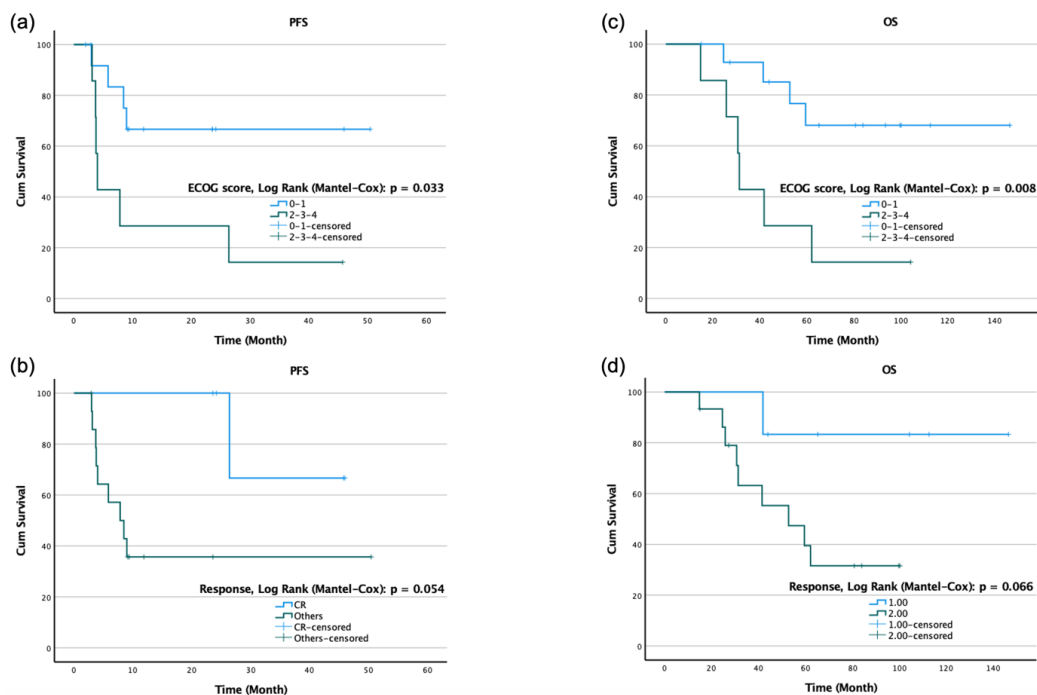 (a)
PFS
Cum Survival
100
80
60
40
20
0
ECOG score, Log Rank (Mantel-Cox): p = 0.033
0-1
2-3-4
0-1-censored
2-3-4-censored
0 10 20 30 40 50 60
Time (Month)
(c)
OS
Cum Survival
100
80
60
40
20
0
ECOG score, Log Rank (Mantel-Cox): p = 0.008
0-1
2-3-4
0-1-censored
2-3-4-censored
0 20 40 60 80 100 120 140
Time (Month)
(b)
PFS
Cum Survival
100
80
60
40
20
0
Response, Log Rank (Mantel-Cox): p = 0.054
CR
Others
CR-censored
Others-censored
0 10 20 30 40 50 60
Time (Month)
(d)
OS
Cum Survival
100
80
60
40
20
0
Response, Log Rank (Mantel-Cox): p = 0.066
1.00
2.00
1.00-censored
2.00-censored
0 20 40 60 80 100 120 140
Time (Month)